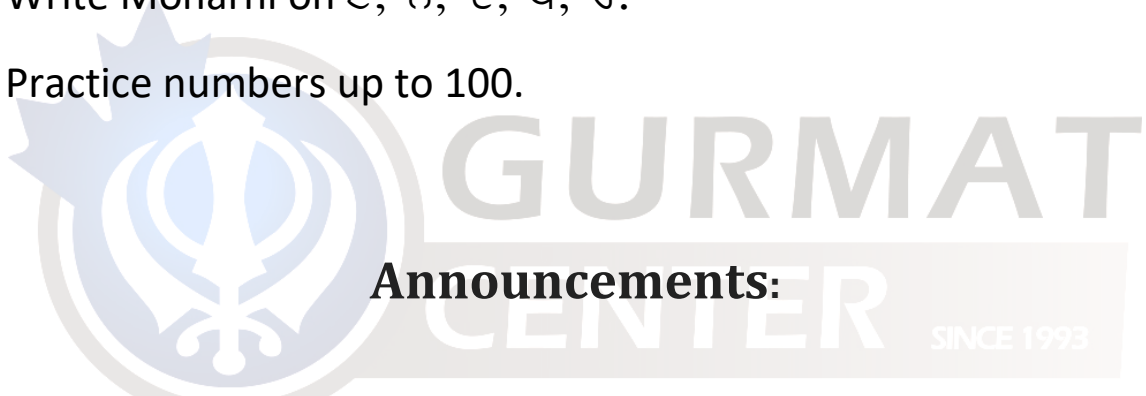 Practice numbers up to 100.
GURMAT
Announcements:
CENTER SINCE 1993